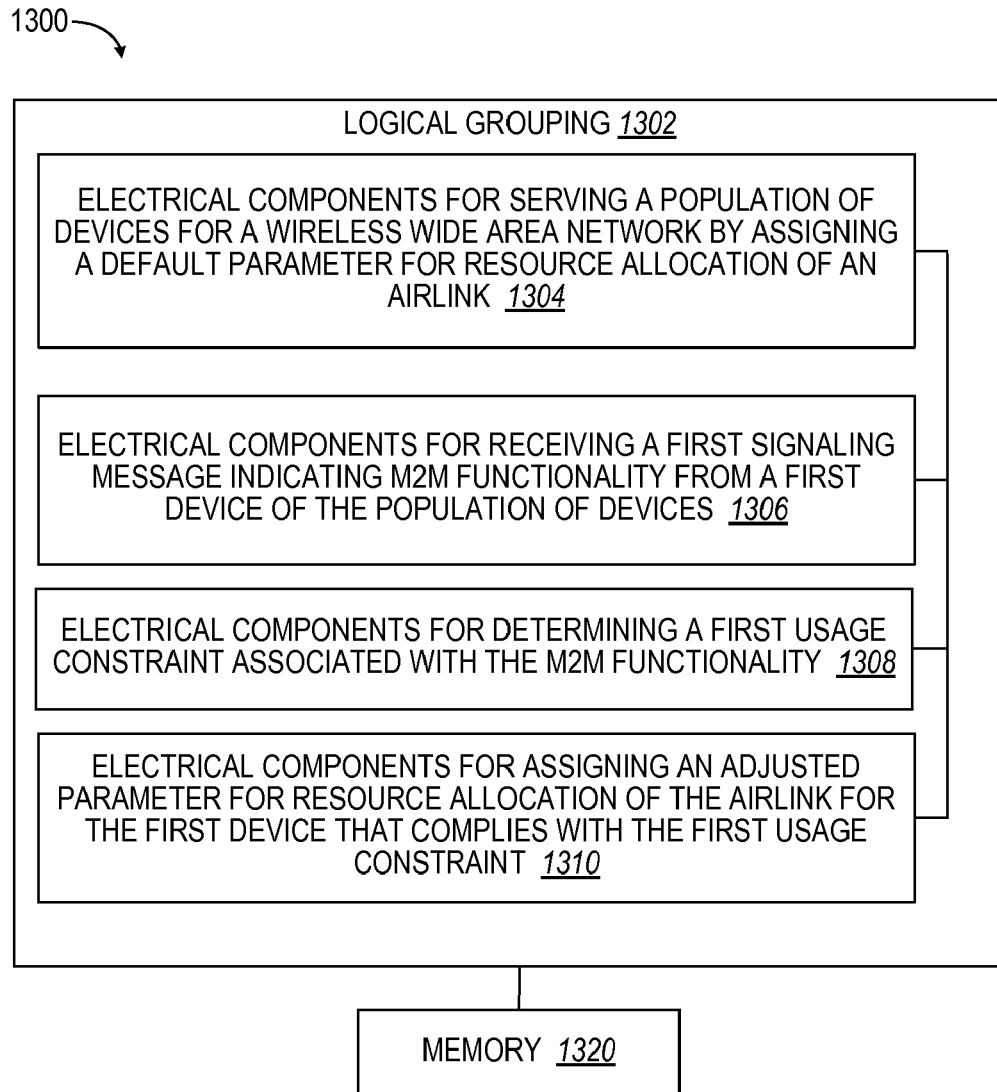 1300
LOGICAL GROUPING 1302
ELECTRICAL COMPONENTS FOR SERVING A POPULATION OF
DEVICES FOR A WIRELESS WIDE AREA NETWORK BY ASSIGNING
A DEFAULT PARAMETER FOR RESOURCE ALLOCATION OF AN
AIRLINK 1304
ELECTRICAL COMPONENTS FOR RECEIVING A FIRST SIGNALING
MESSAGE INDICATING M2M FUNCTIONALITY FROM A FIRST
DEVICE OF THE POPULATION OF DEVICES 1306
ELECTRICAL COMPONENTS FOR DETERMINING A FIRST USAGE
CONSTRAINT ASSOCIATED WITH THE M2M FUNCTIONALITY 1308
ELECTRICAL COMPONENTS FOR ASSIGNING AN ADJUSTED
PARAMETER FOR RESOURCE ALLOCATION OF THE AIRLINK FOR
THE FIRST DEVICE THAT COMPLIES WITH THE FIRST USAGE
CONSTRAINT 1310
MEMORY 1320